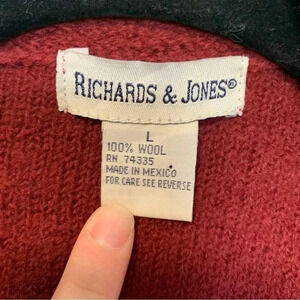 RICHARDS & JONES®
L
100% WOOL
RN 74335
MADE IN MEXICO
FOR CARE SEE REVERSE